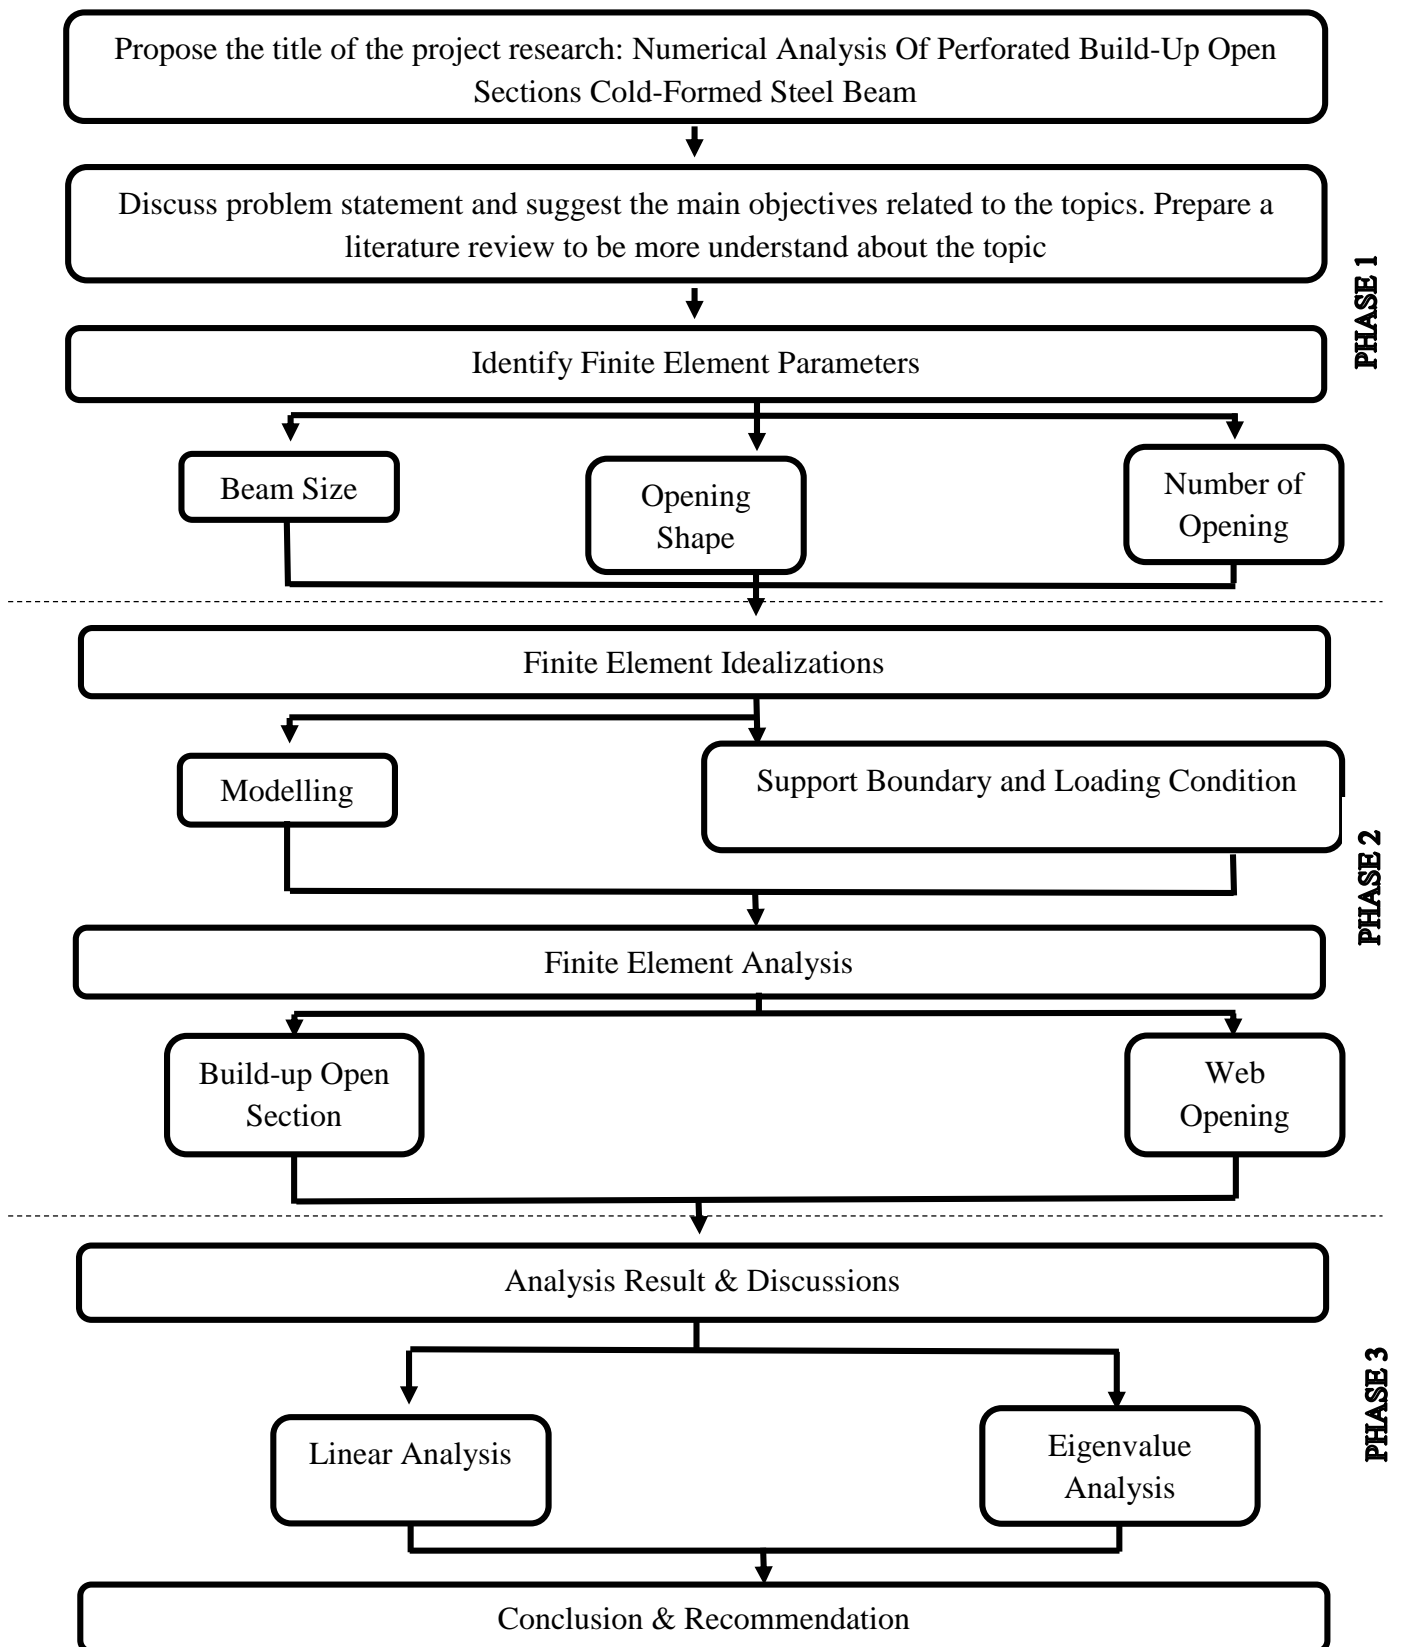 Propose the title of the project research: Numerical Analysis Of Perforated Build-Up Open
Sections Cold-Formed Steel Beam
Discuss problem statement and suggest the main objectives related to the topics. Prepare a
literature review to be more understand about the topic
PHASE 1
Identify Finite Element Parameters
Beam Size
Opening
Shape
Number of
Opening
Finite Element Idealizations
Modelling
Support Boundary and Loading Condition
PHASE 2
Finite Element Analysis
Build-up Open
Section
Web
Opening
Analysis Result & Discussions
PHASE 3
Linear Analysis
Eigenvalue
Analysis
Conclusion & Recommendation